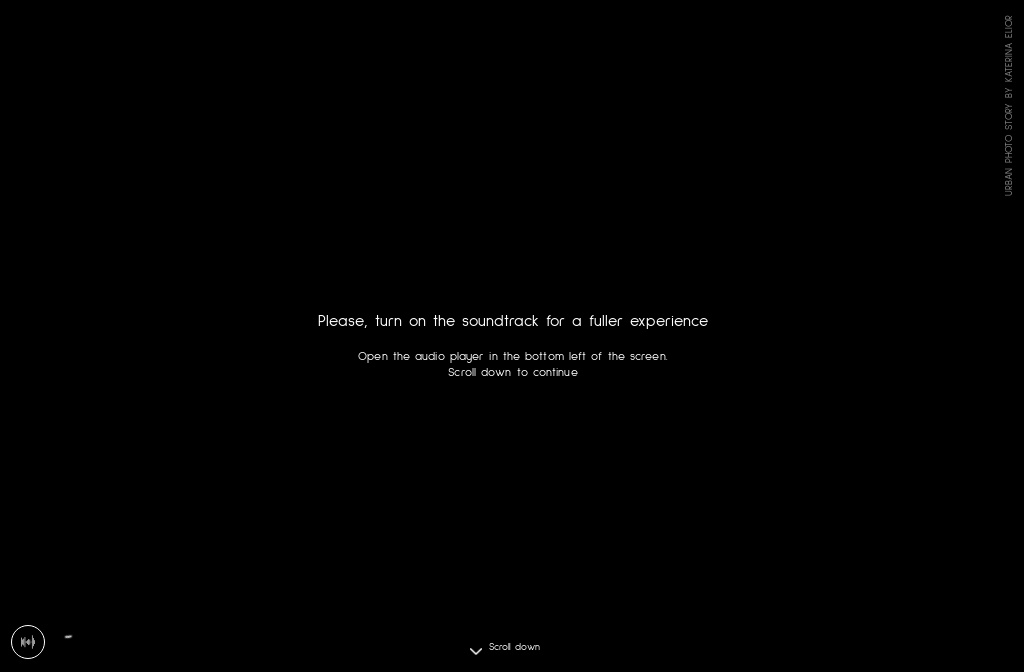 URBAN PHOTO STORY BY KATERINA ELIOR
Please, turn on the soundtrack for a fuller experience
Open the audio player in the bottom left of the screen.
Scroll down to continue
Scroll down